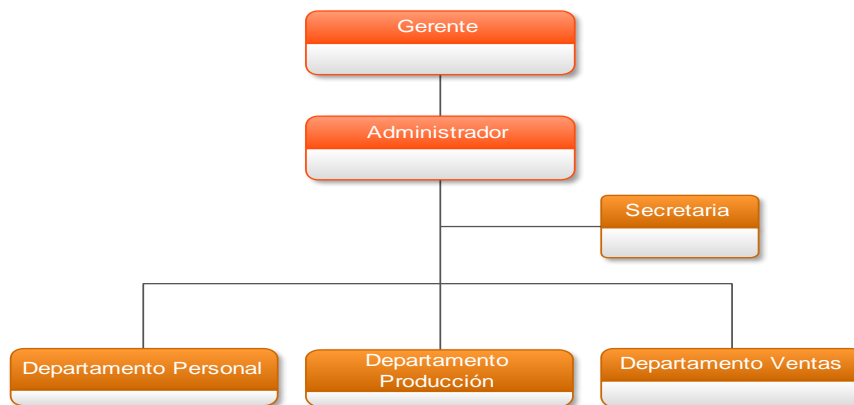 Gerente
Administrador
Secretaria
Departamento Personal
Departamento
Producción
Departamento Ventas